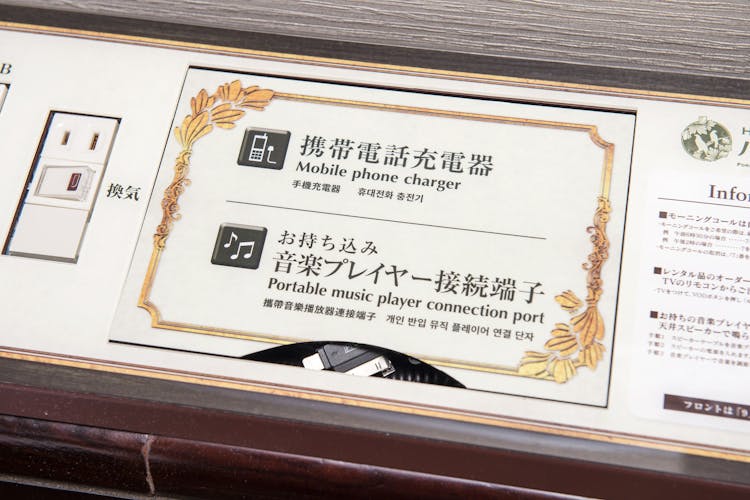 B
換気
携帯電話充電器
Mobile phone charger
手機充電器 휴대전화 충전기
お持ち込み
音楽プレイヤー接続端子
Portable music player connection port
攜帶音樂播放器連接端子 개인 반입 뮤직 플레이어 연결 단자
Infor
■モーニングコールは
■レンタル品のオーダー
TVのリモコンからご
■お持ちの音楽プレイヤ
天井スピーカーで鳴ら
フロントは「9